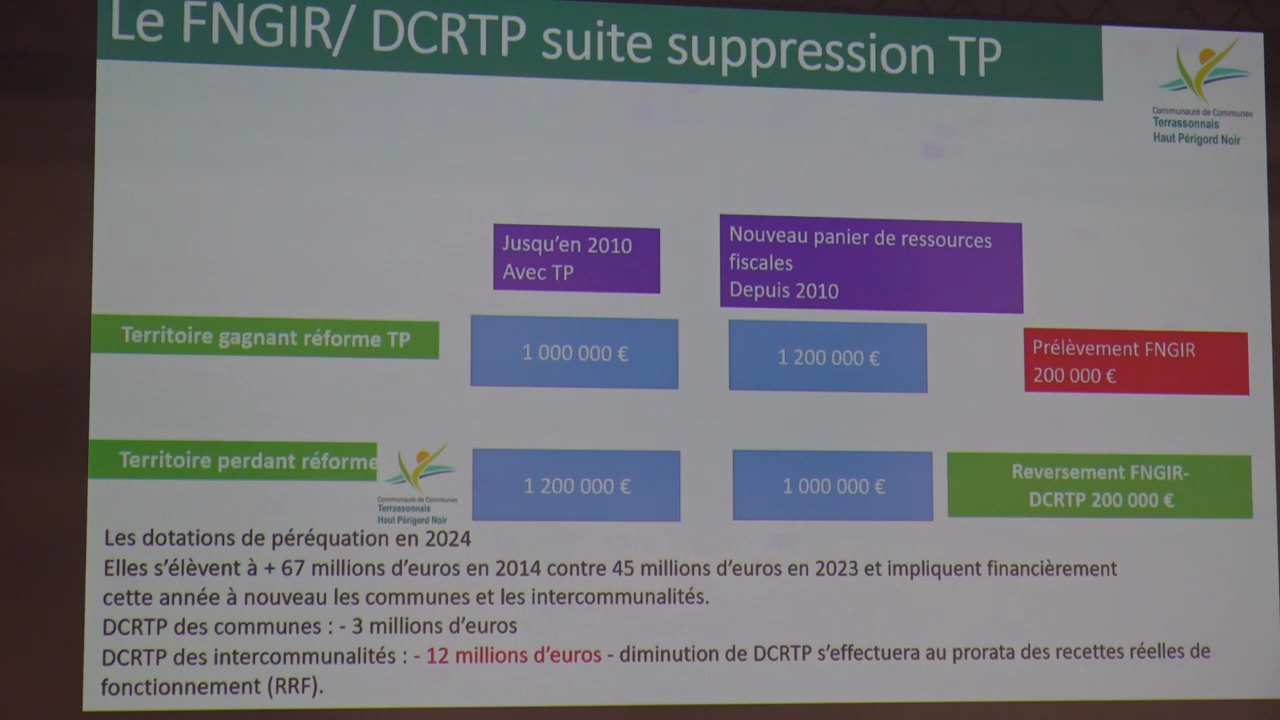 Le FNGIR/ DCRTP suite suppression TP
Communauté de Communes
Terrassonnais
Haut Périgord Noir
Jusqu'en 2010
Avec TP
Nouveau panier de ressources
fiscales
Depuis 2010
Territoire gagnant réforme TP
1 000 000 €
1 200 000 €
Prélèvement FNGIR
200 000 €
Territoire perdant réforme
Communauté de Communes
Terrassonnais
Haut Périgord Noir
1 200 000 €
1 000 000 €
Reversement FNGIR-
DCRTP 200 000 €
Les dotations de péréquation en 2024
Elles s'élèvent à + 67 millions d'euros en 2014 contre 45 millions d'euros en 2023 et impliquent financièrement
cette année à nouveau les communes et les intercommunalités.
DCRTP des communes : - 3 millions d'euros
DCRTP des intercommunalités : - 12 millions d'euros - diminution de DCRTP s'effectuera au prorata des recettes réelles de
fonctionnement (RRF).